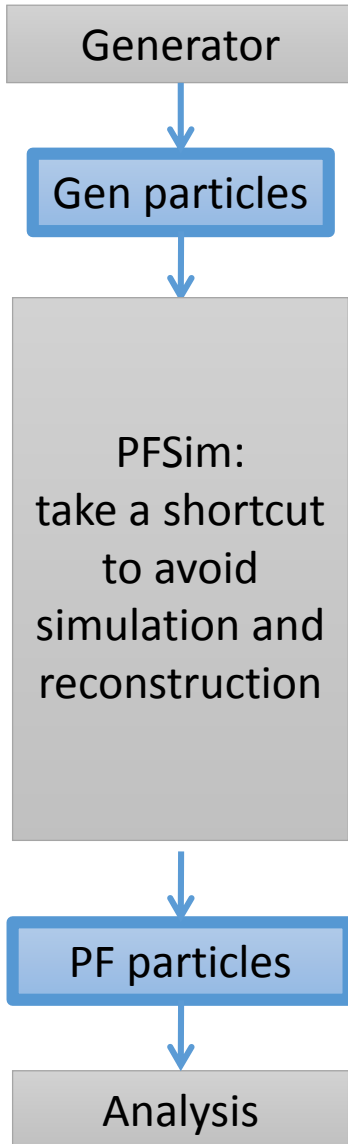 Generator
Gen particles
PFSim:
take a shortcut
to avoid
simulation and
reconstruction
PF particles
Analysis